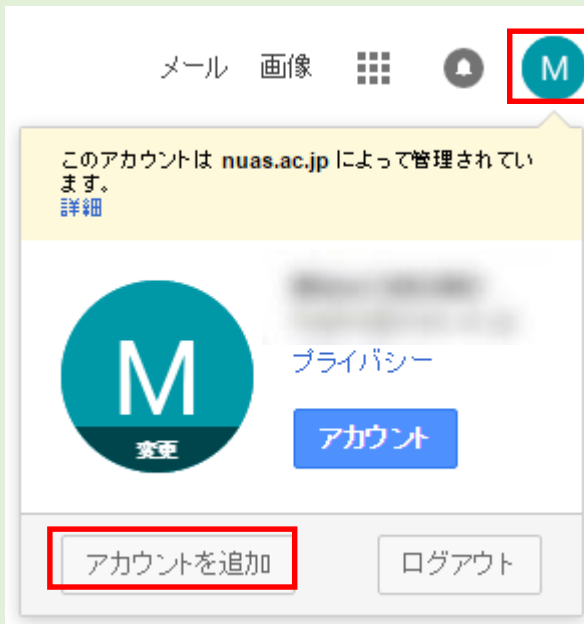 メール 画像 M
このアカウントは nuas.ac.jp によって管理されてい
ます。
詳細
M
変更
プライバシー
アカウント
アカウントを追加 ログアウト